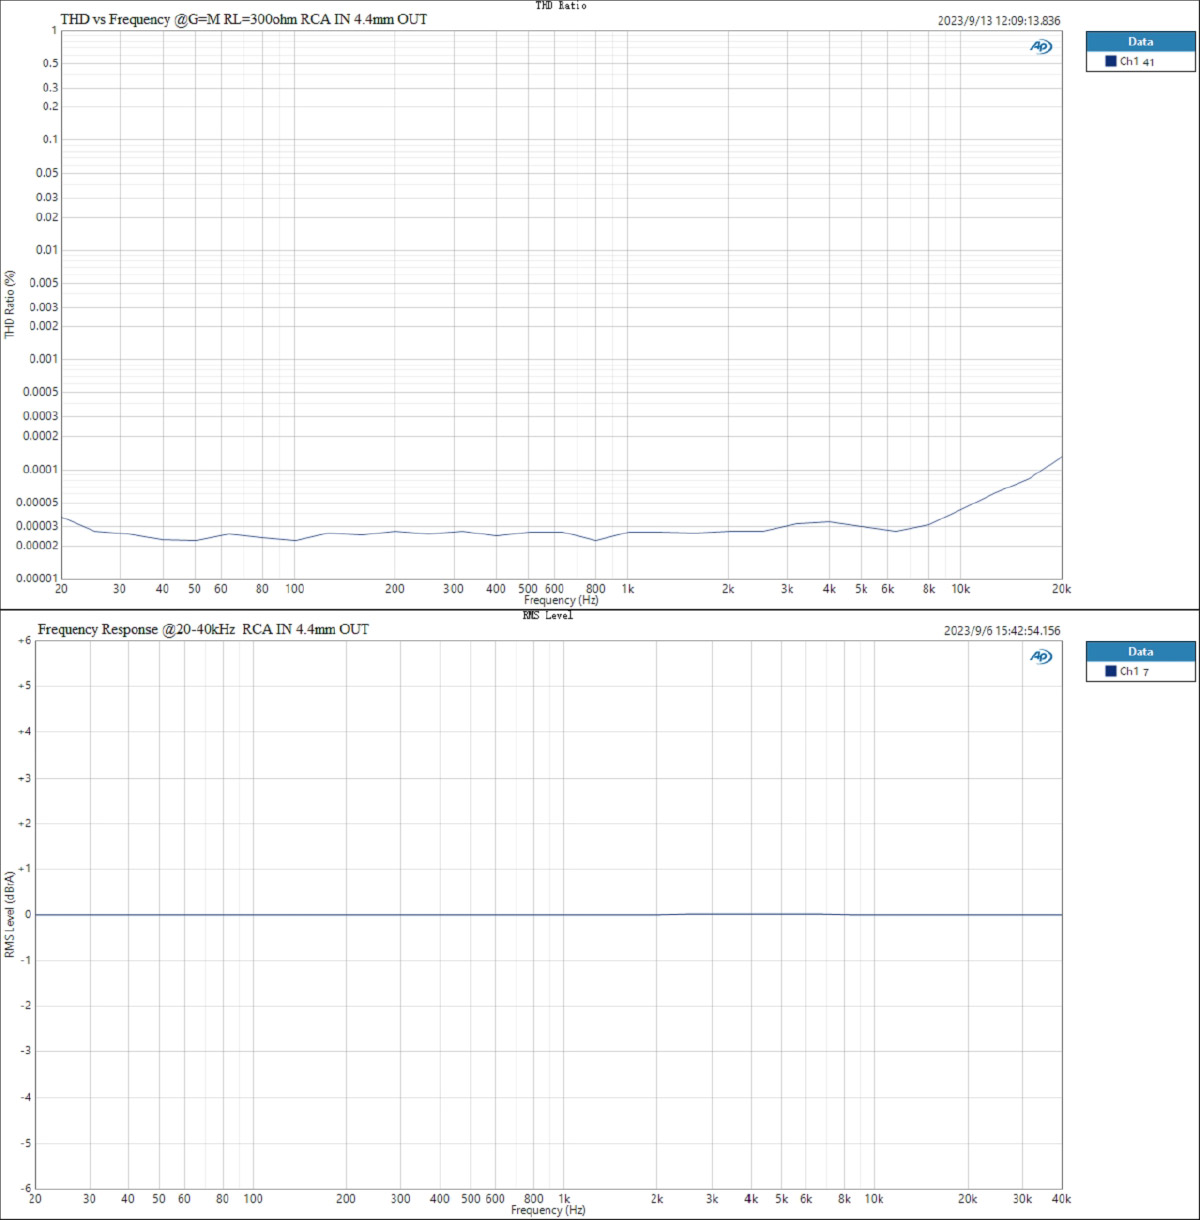 THD Ratio
THD vs Frequency @G=M RL=300ohm RCA IN 4.4mm OUT
2023/9/13 12:09:13.836
AP
Data
Ch1 41
THD Ratio (%)
1
0.5
0.3
0.2
0.1
0.05
0.03
0.02
0.01
0.005
0.003
0.002
0.001
0.0005
0.0003
0.0002
0.0001
0.00005
0.00003
0.00002
0.00001
20 30 40 50 60 80 100 200 300 400 500 600 800 1k 2k 3k 4k 5k 6k 8k 10k 20k
Frequency (Hz)
RMS Level
Frequency Response @20-40kHz RCA IN 4.4mm OUT
2023/9/6 15:42:54.156
AP
Data
Ch1 7
RMS Level (dBrA)
+6
+5
+4
+3
+2
+1
0
-1
-2
-3
-4
-5
-6
20 30 40 50 60 80 100 200 300 400 500 600 800 1k 2k 3k 4k 5k 6k 8k 10k 20k 30k 40k
Frequency (Hz)